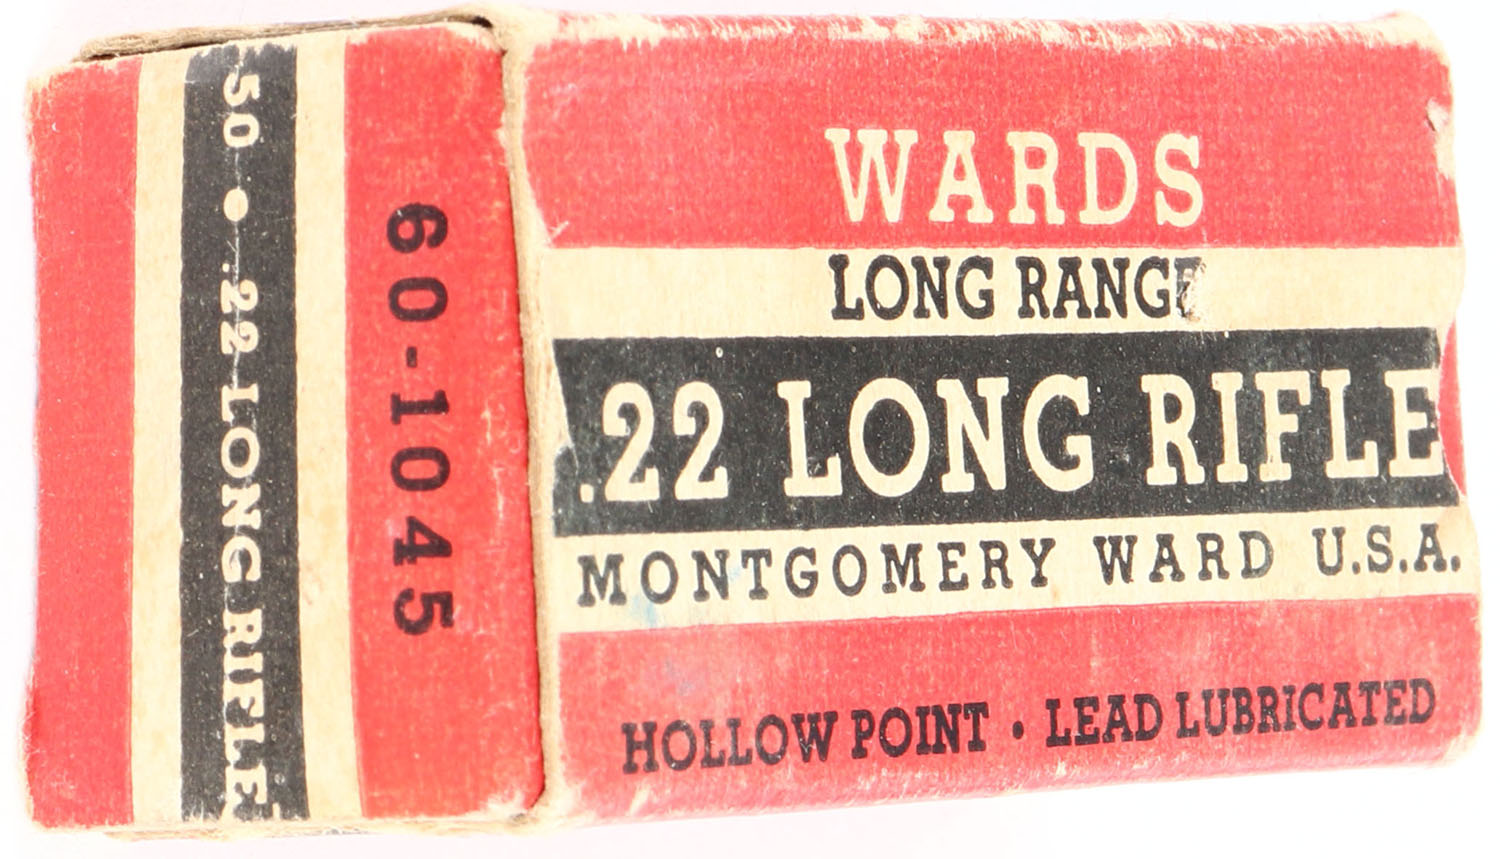 WARDS
LONG RANGE
.22 LONG RIFLE
MONTGOMERY WARD U.S.A.
HOLLOW POINT • LEAD LUBRICATED
50 • .22 LONG RIFLE
60-1045